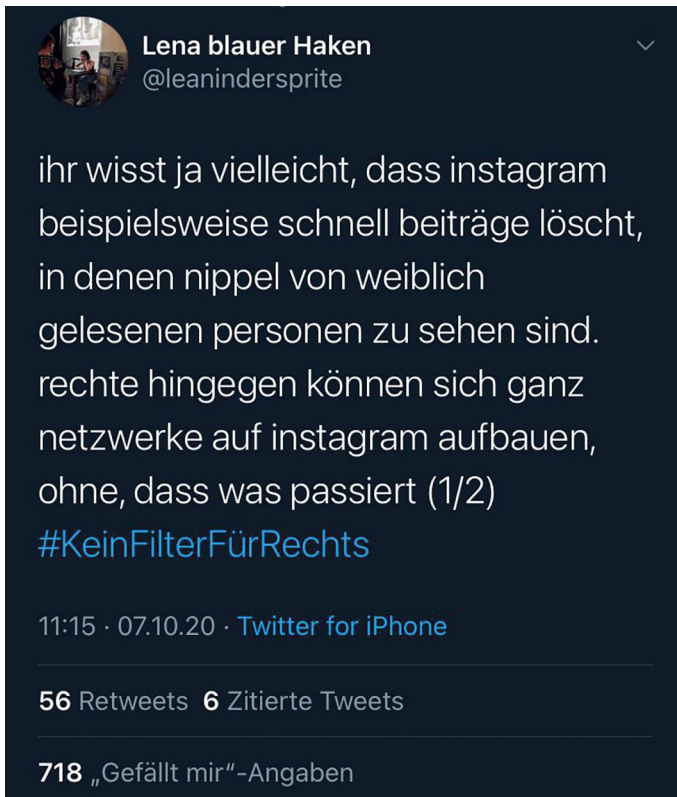 Lena blauer Haken
@leanindersprite
ihr wisst ja vielleicht, dass instagram
beispielsweise schnell beiträge löscht,
in denen nippel von weiblich
gelesenen personen zu sehen sind.
rechte hingegen können sich ganz
netzwerke auf instagram aufbauen,
ohne, dass was passiert (1/2)
#KeinFilterFürRechts
11:15 · 07.10.20 · Twitter for iPhone
56 Retweets 6 Zitierte Tweets
718 „Gefällt mir“-Angaben